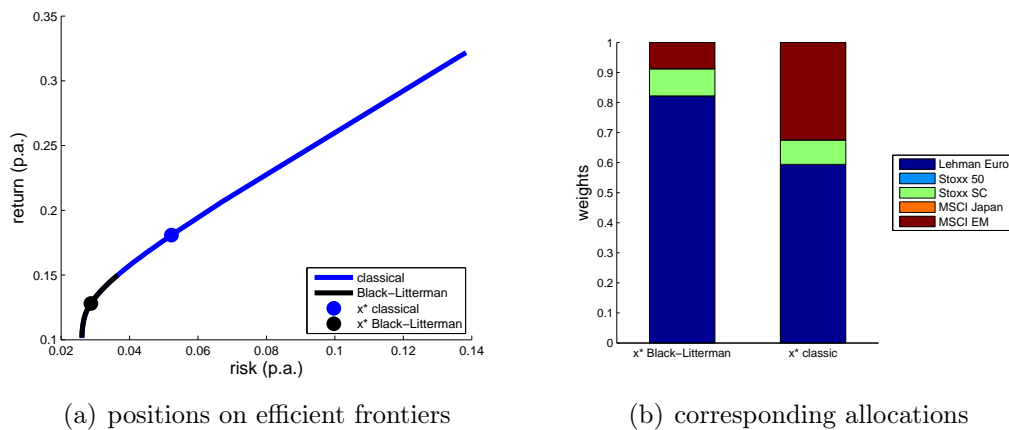 0.35
0.3
0.25
0.2
0.15
0.1
return (p.a.)
0.02 0.04 0.06 0.08 0.1 0.12 0.14
risk (p.a.)
classical
Black−Litterman
x* classical
x* Black−Litterman
(a) positions on efficient frontiers
1
0.9
0.8
0.7
0.6
0.5
0.4
0.3
0.2
0.1
0
weights
x* Black−Litterman x* classic
Lehman Euro
Stoxx 50
Stoxx SC
MSCI Japan
MSCI EM
(b) corresponding allocations